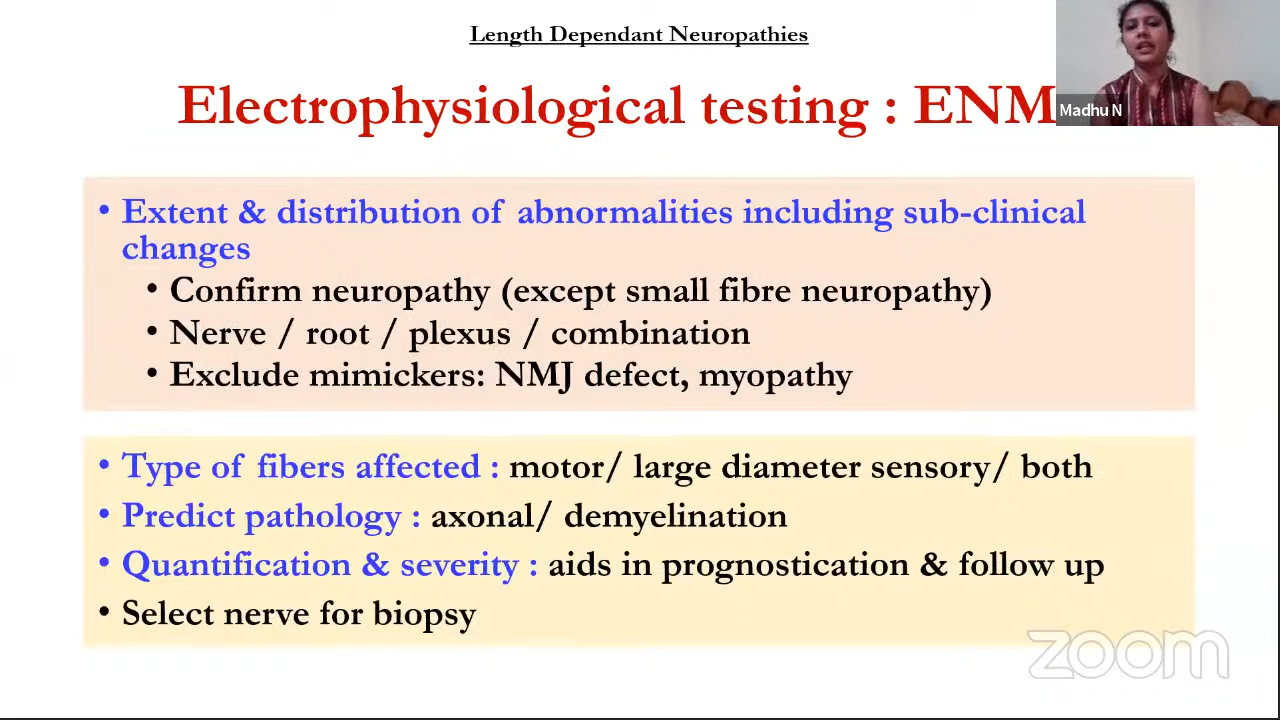 Length Dependant Neuropathies
Electrophysiological testing : ENM
Madhu N
• Extent & distribution of abnormalities including sub-clinical
changes
• Confirm neuropathy (except small fibre neuropathy)
• Nerve / root / plexus / combination
• Exclude mimickers: NMJ defect, myopathy
• Type of fibers affected : motor/ large diameter sensory/ both
• Predict pathology : axonal/ demyelination
• Quantification & severity : aids in prognostication & follow up
• Select nerve for biopsy
zoom